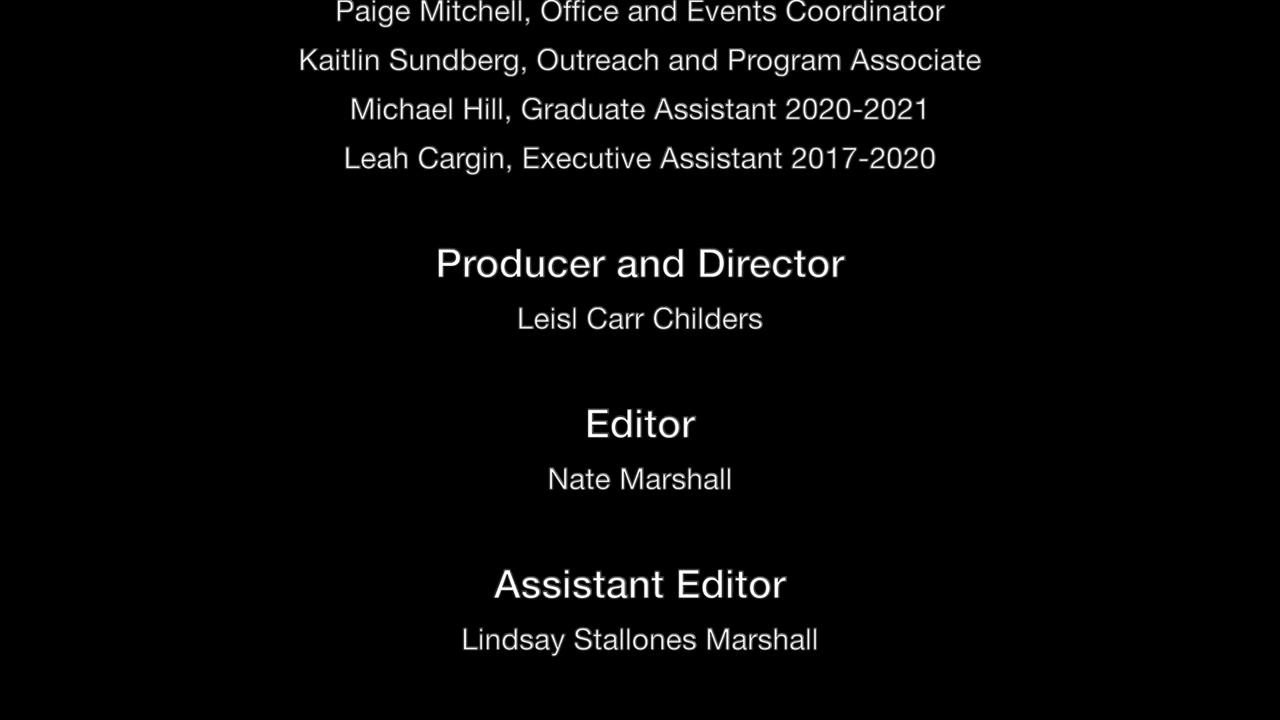 Paige Mitchell, Office and Events Coordinator
Kaitlin Sundberg, Outreach and Program Associate
Michael Hill, Graduate Assistant 2020-2021
Leah Cargin, Executive Assistant 2017-2020
Producer and Director
Leisl Carr Childers
Editor
Nate Marshall
Assistant Editor
Lindsay Stallones Marshall